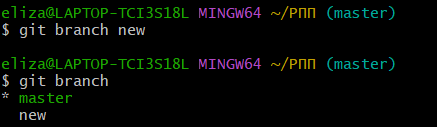 eliza@LAPTOP-TCI3S18L MINGW64 ~/РПП (master)
$ git branch new
eliza@LAPTOP-TCI3S18L MINGW64 ~/РПП (master)
$ git branch
* master
new